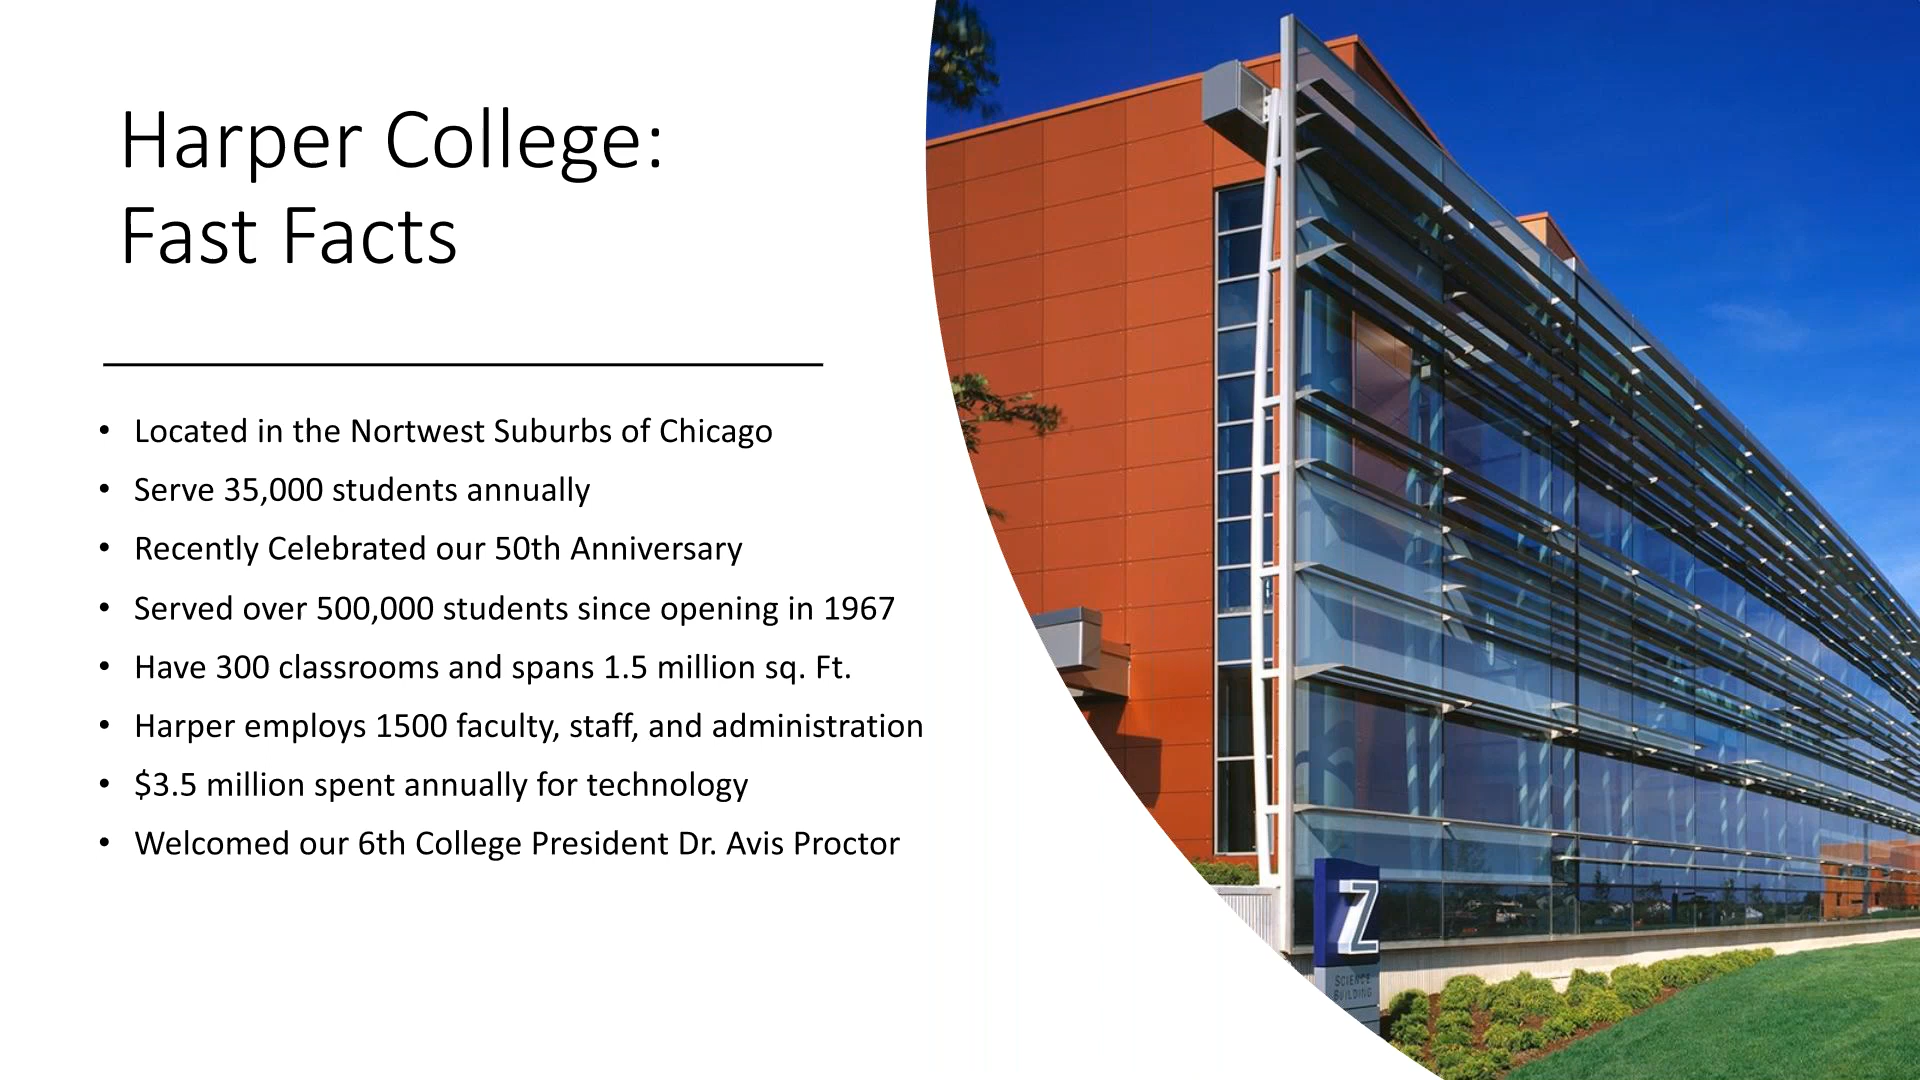 Harper College:
Fast Facts
• Located in the Nortwest Suburbs of Chicago
• Serve 35,000 students annually
• Recently Celebrated our 50th Anniversary
• Served over 500,000 students since opening in 1967
• Have 300 classrooms and spans 1.5 million sq. Ft.
• Harper employs 1500 faculty, staff, and administration
• $3.5 million spent annually for technology
• Welcomed our 6th College President Dr. Avis Proctor
Z
SCIENCE
BUILDING